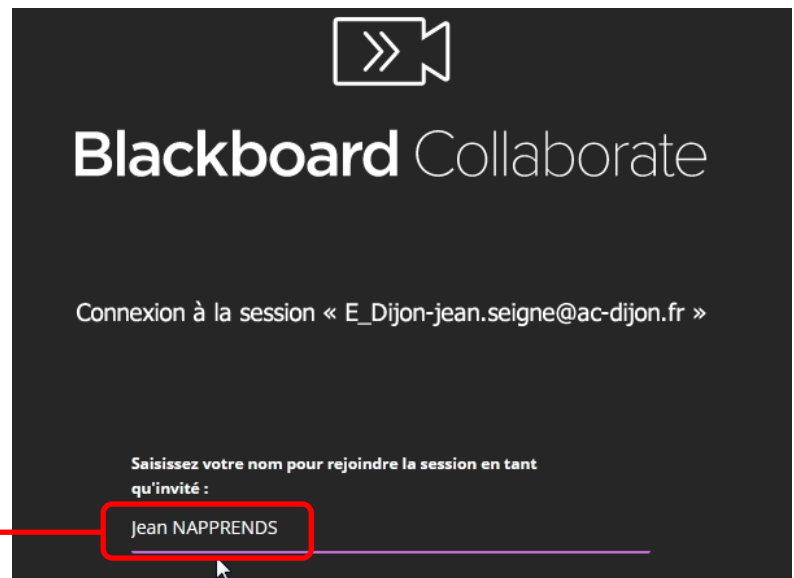 Blackboard Collaborate
Connexion à la session « E_Dijon-jean.seigne@ac-dijon.fr »
Saisissez votre nom pour rejoindre la session en tant
qu'invité :
Jean NAPPRENDS